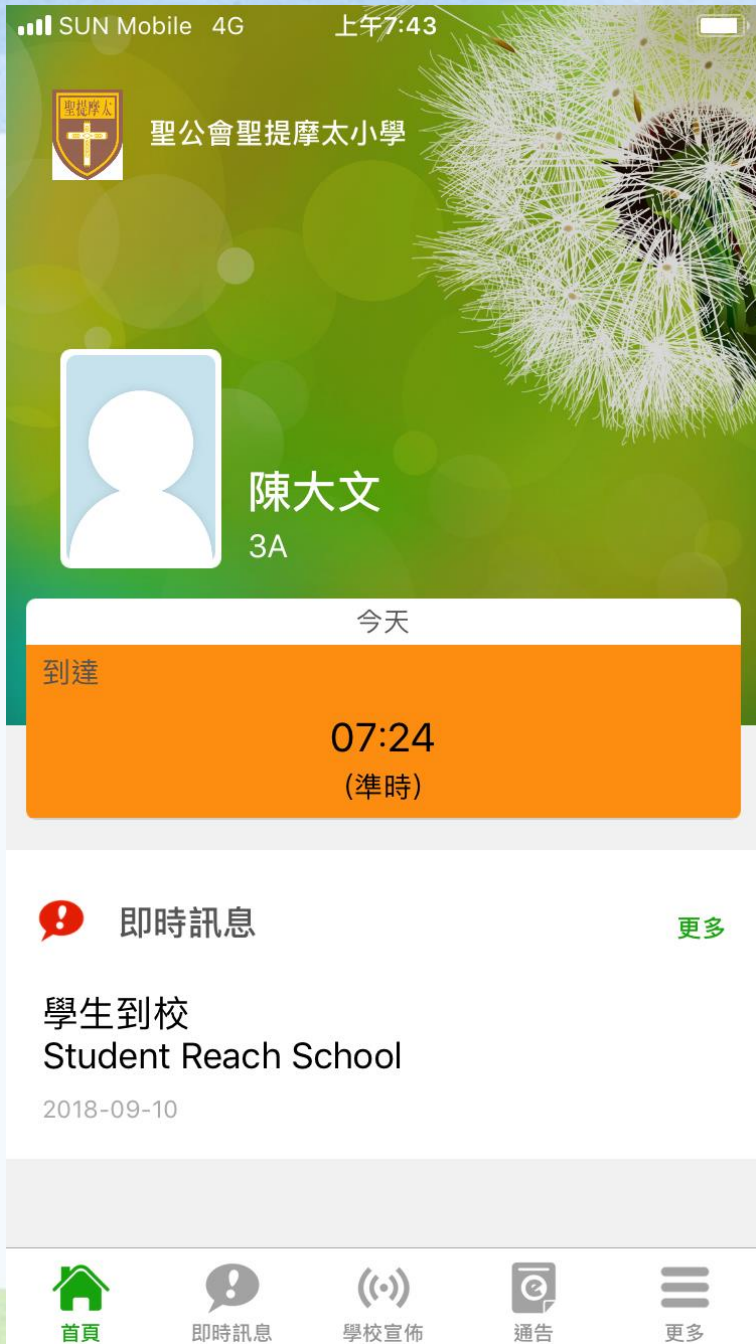 SUN Mobile 4G 上午7:43
聖提摩太
聖公會聖提摩太小學
陳大文
3A
今天
到達
07:24
(準時)
即時訊息 更多
學生到校
Student Reach School
2018-09-10
首頁 即時訊息 學校宣佈 通告 更多